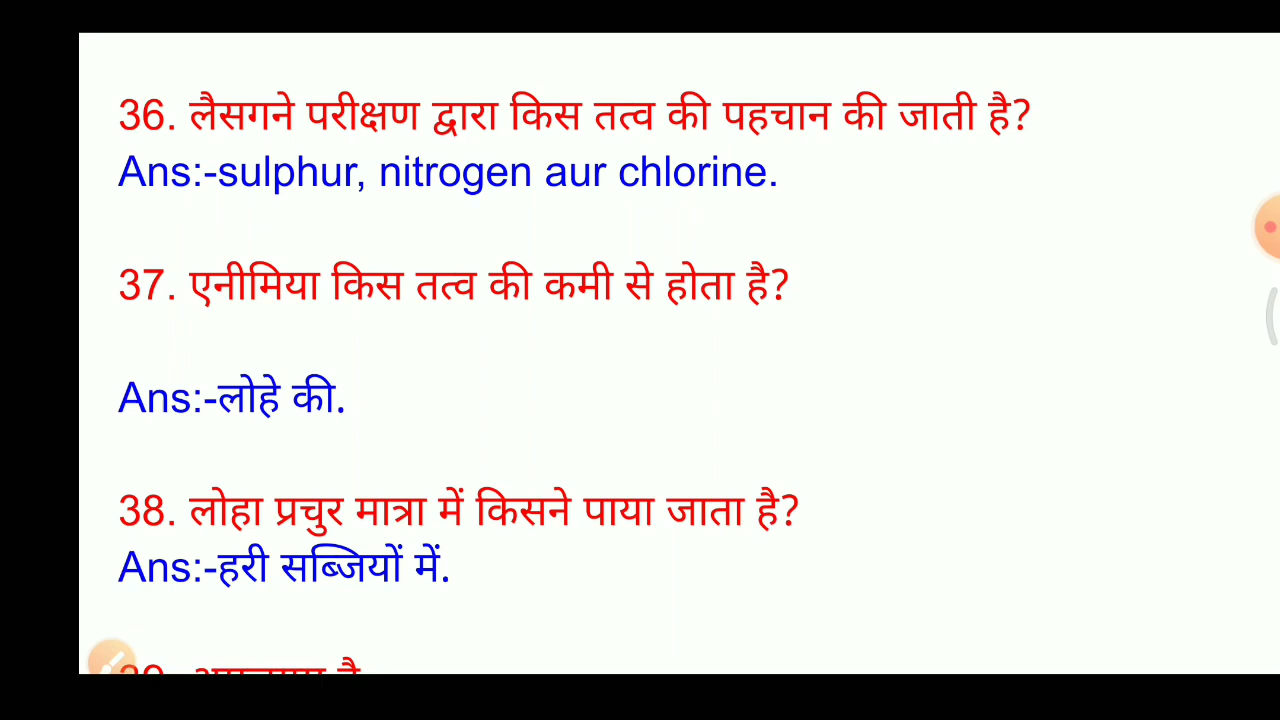 36. लैसगने परीक्षण द्वारा किस तत्व की पहचान की जाती है?
Ans:-sulphur, nitrogen aur chlorine.
37. एनीमिया किस तत्व की कमी से होता है?
Ans:-लोहे की.
38. लोहा प्रचुर मात्रा में किसने पाया जाता है?
Ans:-हरी सब्जियों में.